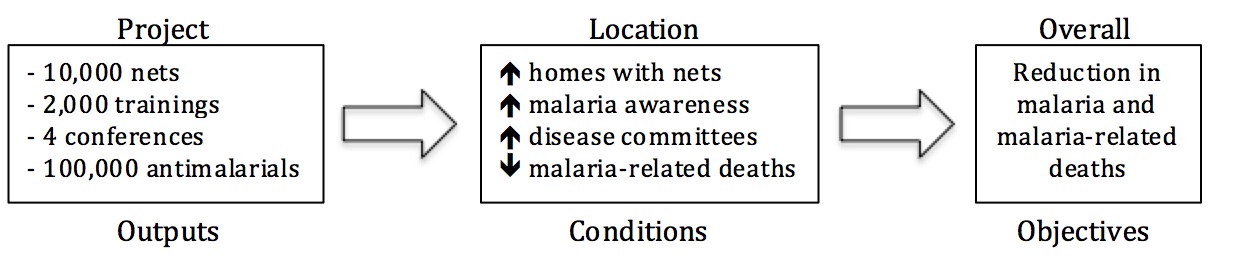 Project
- 10,000 nets
- 2,000 trainings
- 4 conferences
- 100,000 antimalarials
Outputs
Location
homes with nets
malaria awareness
disease committees
malaria-related deaths
Conditions
Overall
Reduction in
malaria and
malaria-related
deaths
Objectives